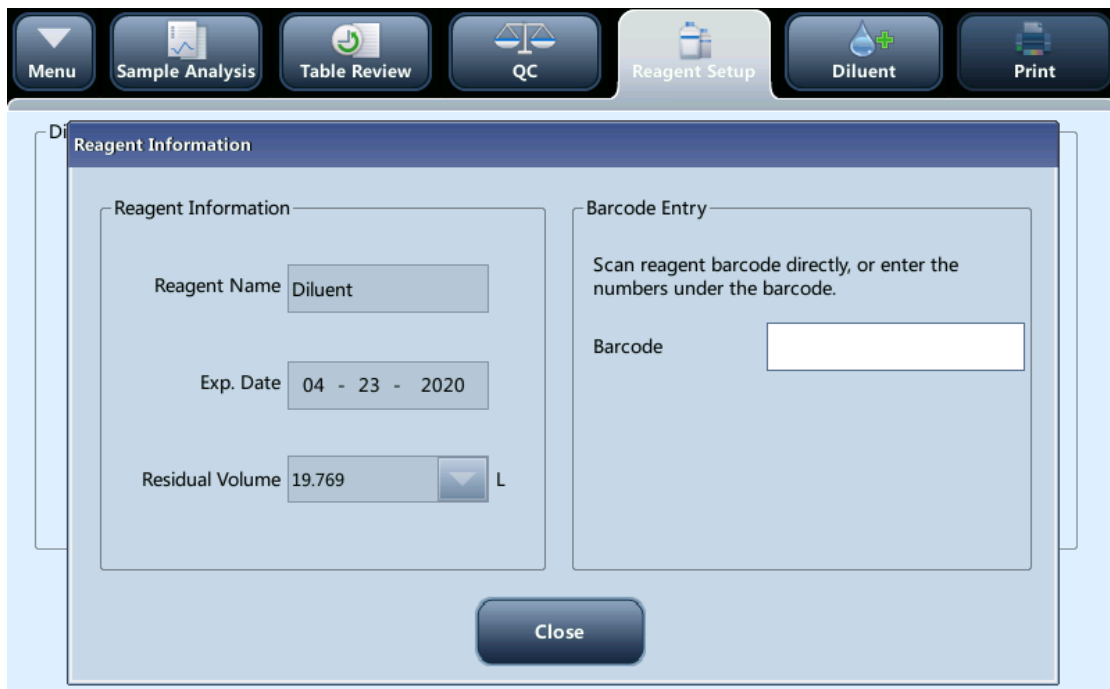 Menu
Sample Analysis
Table Review
QC
Reagent Setup
Diluent
Print
Di
Reagent Information
Reagent Information
Reagent Name Diluent
Exp. Date 04 - 23 - 2020
Residual Volume 19.769 L
Barcode Entry
Scan reagent barcode directly, or enter the
numbers under the barcode.
Barcode
Close